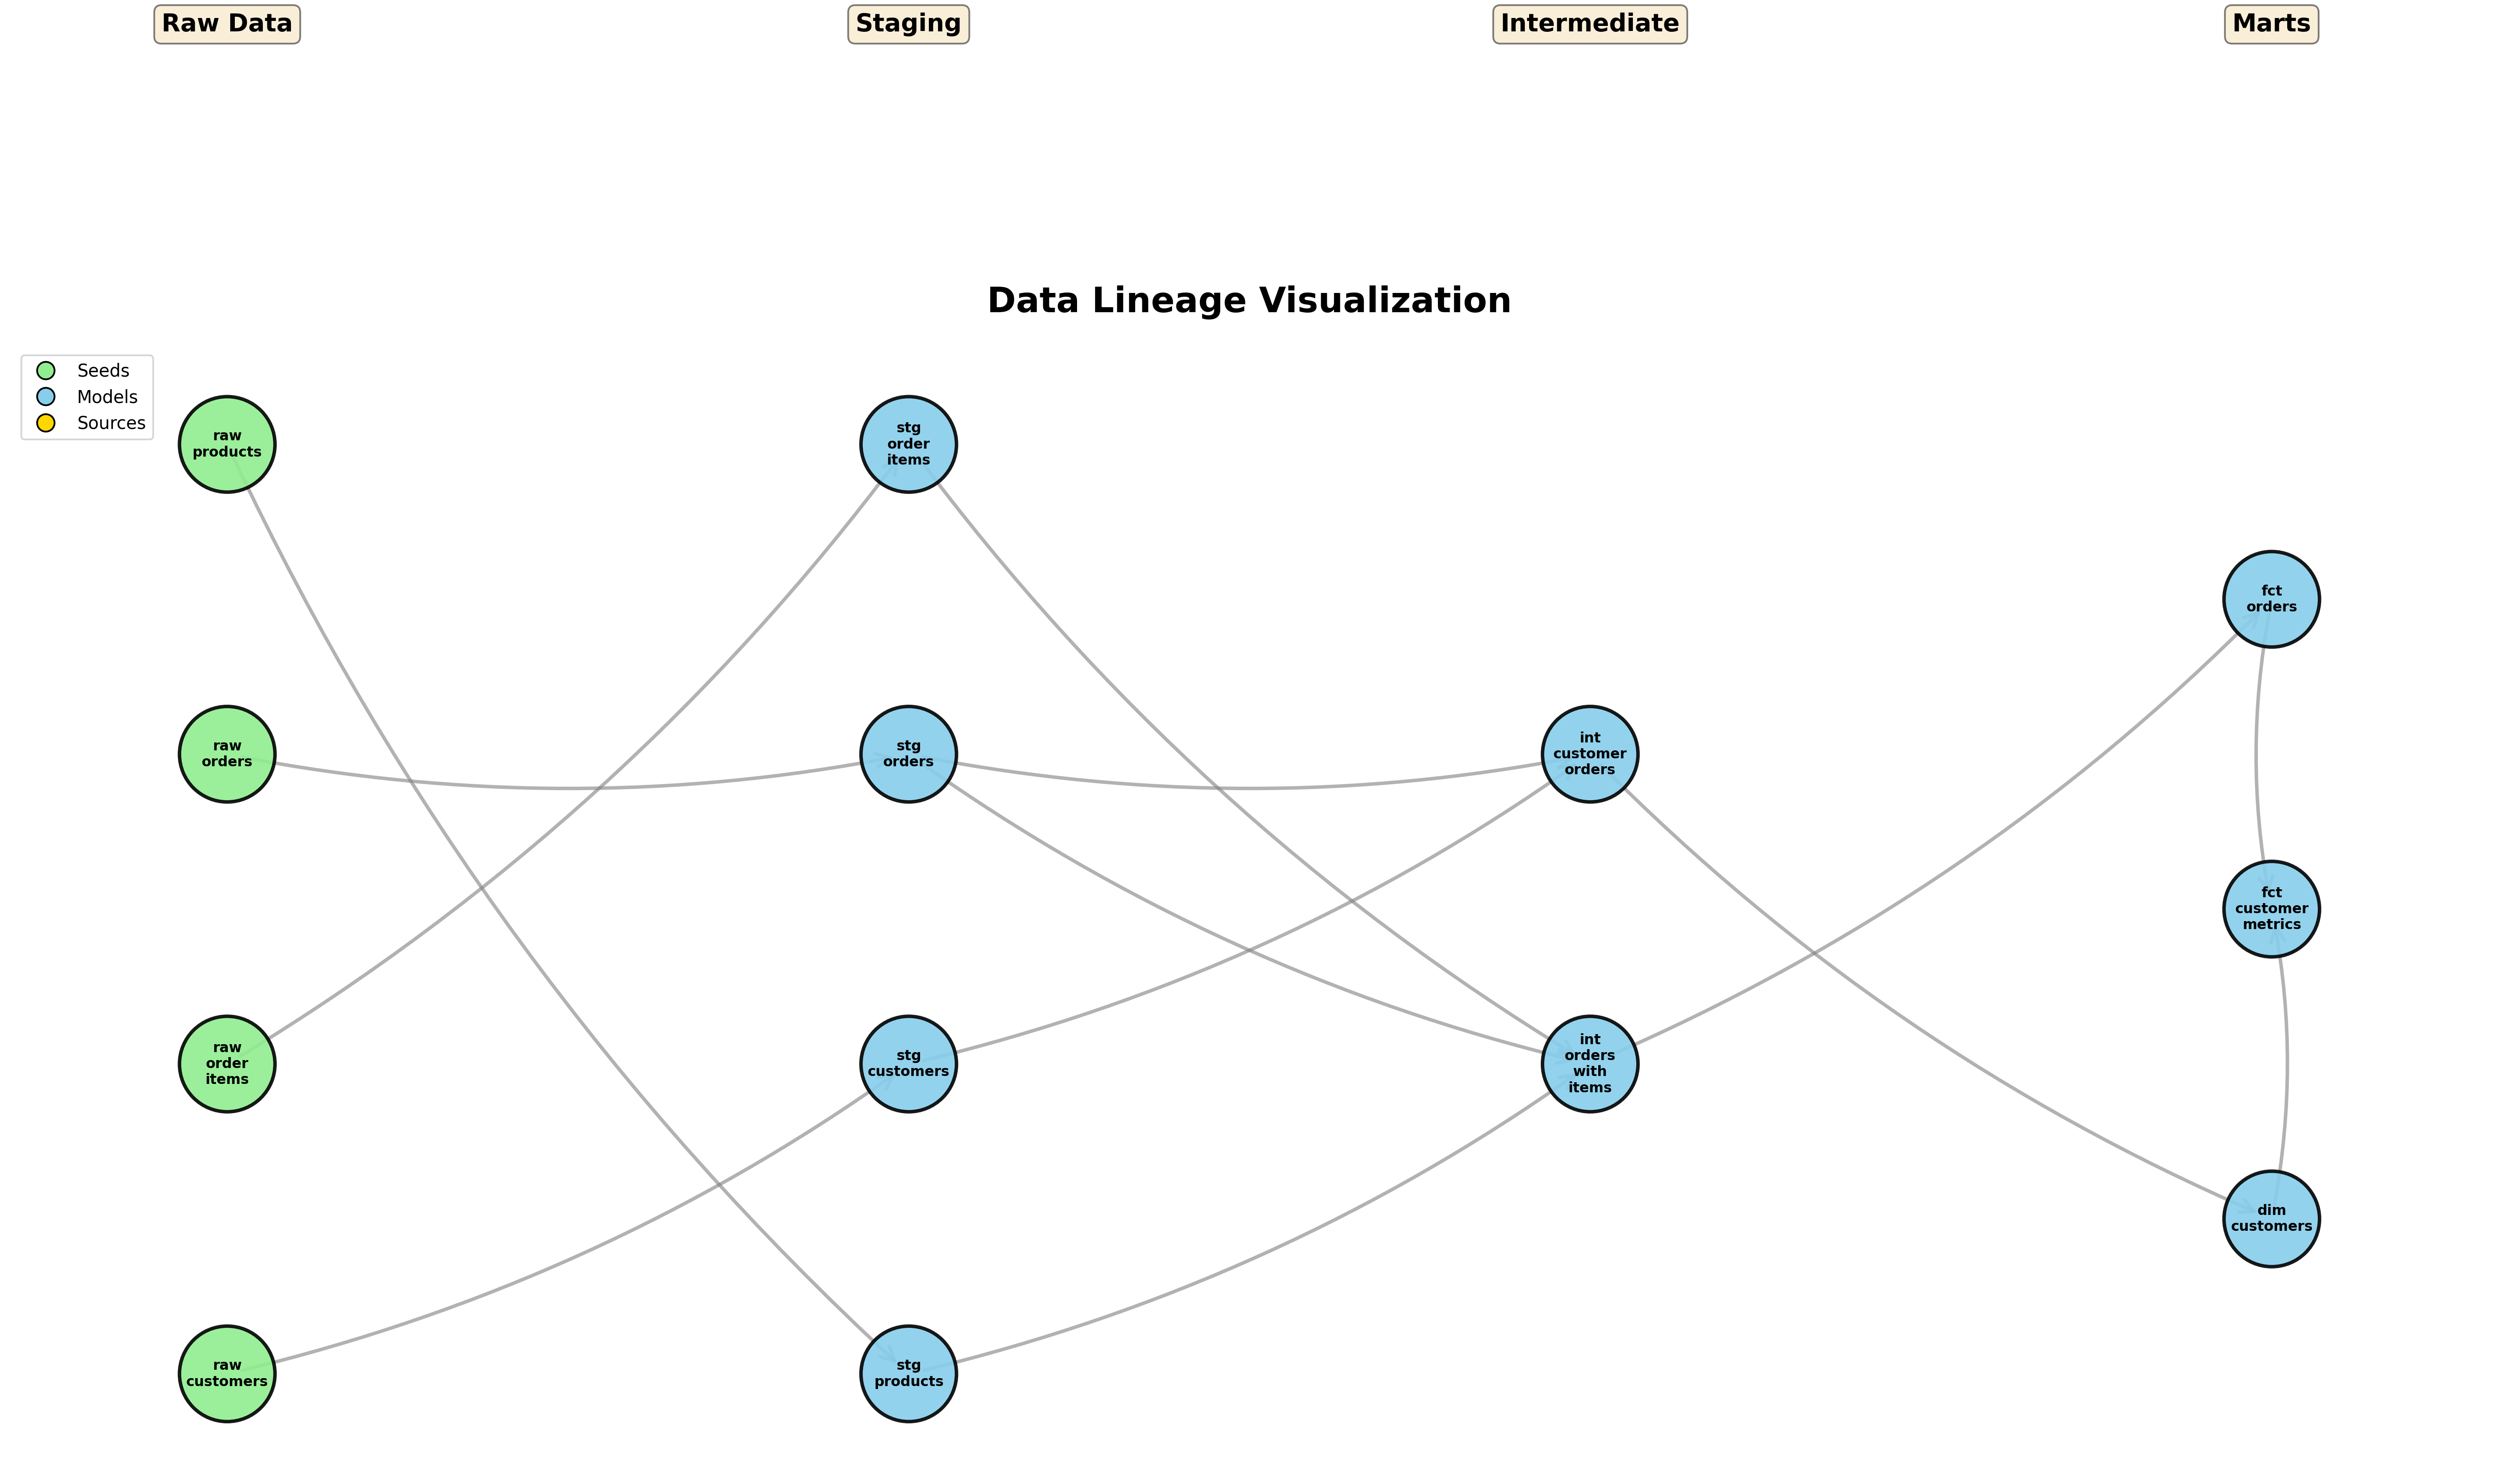 Raw Data
Staging
Intermediate
Marts
Data Lineage Visualization
Seeds
Models
Sources
raw
products
raw
orders
raw
order
items
raw
customers
stg
order
items
stg
orders
stg
customers
stg
products
int
customer
orders
int
orders
with
items
fct
orders
fct
customer
metrics
dim
customers